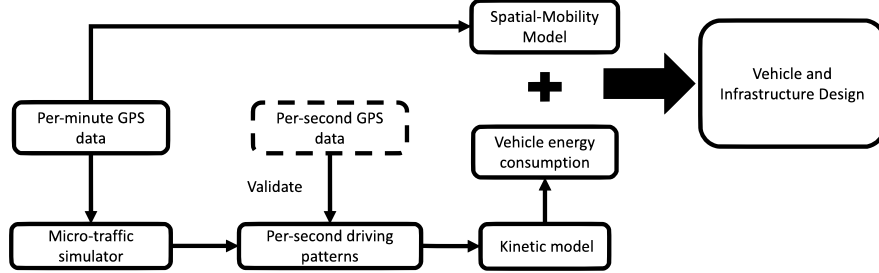 Spatial-Mobility
Model
Vehicle and
Infrastructure Design
Per-minute GPS
data
Per-second GPS
data
Vehicle energy
consumption
Validate
Micro-traffic
simulator
Per-second driving
patterns
Kinetic model